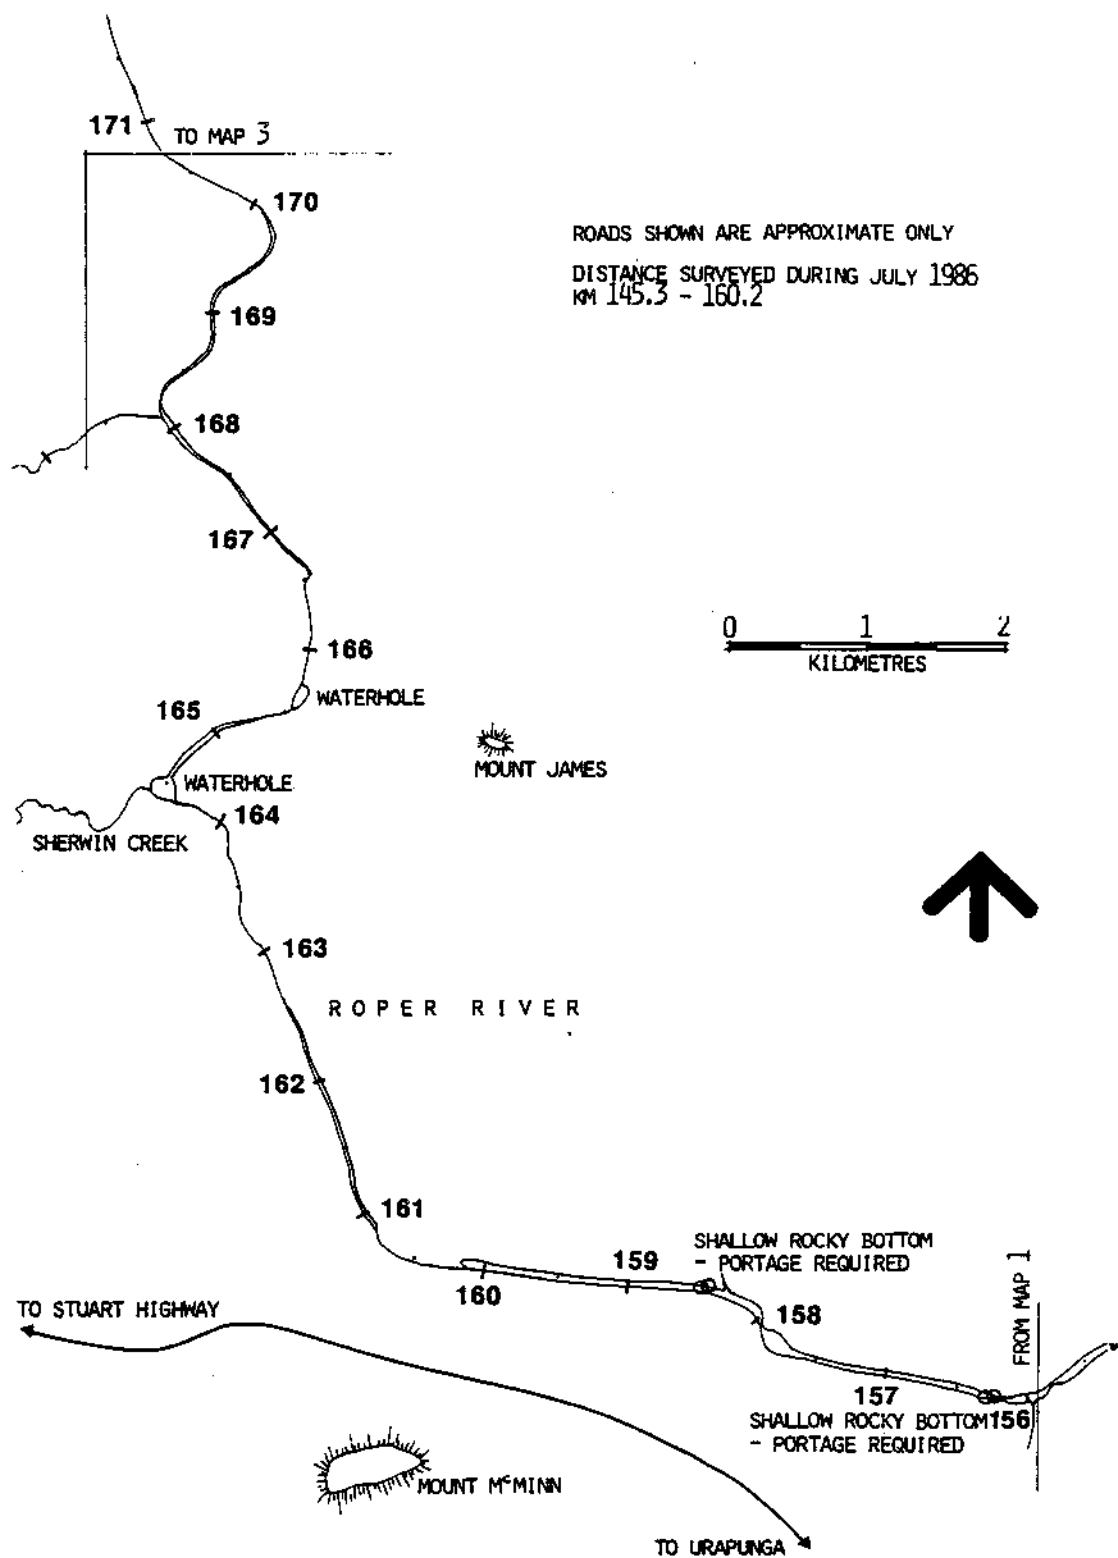 171
TO MAP 3
170
ROADS SHOWN ARE APPROXIMATE ONLY
DISTANCE SURVEYED DURING JULY 1986
KM 145.3 - 160.2
169
168
167
0 1 2
KILOMETRES
166
WATERHOLE
165
MOUNT JAMES
WATERHOLE
164
SHERWIN CREEK
163
ROPER RIVER
162
161
SHALLOW ROCKY BOTTOM
- PORTAGE REQUIRED
159
160
FROM MAP 1
TO STUART HIGHWAY
158
157
SHALLOW ROCKY BOTTOM 156
- PORTAGE REQUIRED
MOUNT McMINN
TO URAPUNGA